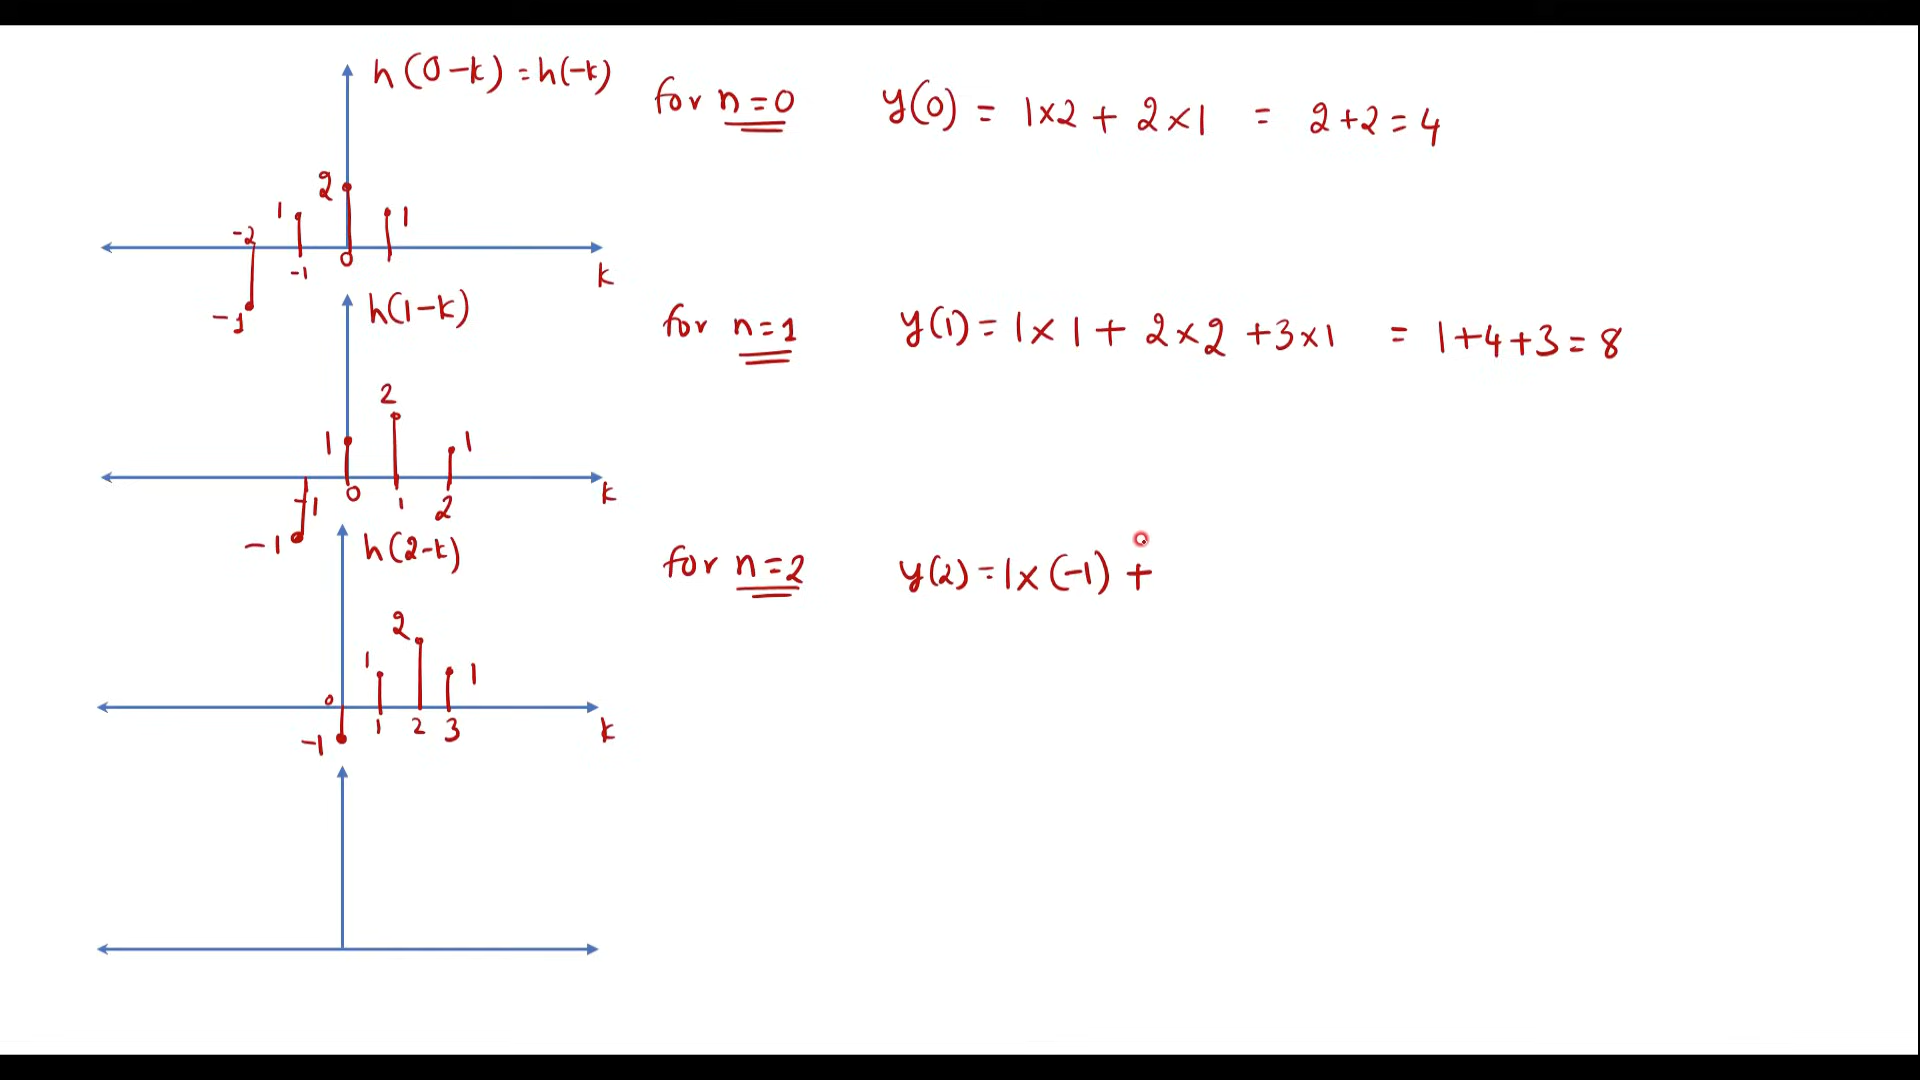 h(0-k) = h(-k)
for n=0 y(0) = 1×2 + 2×1 = 2+2 = 4
2
1 1
-2
-1 0
k
-1
h(1-k)
for n=1 y(1) = 1×1 + 2×2 +3×1 = 1+4+3 = 8
2
1 1
-1 0 1 2 k
-1
h(2-k)
for n=2 y(2) = 1×(-1) +
2
1 1
0
1 2 3 k
-1